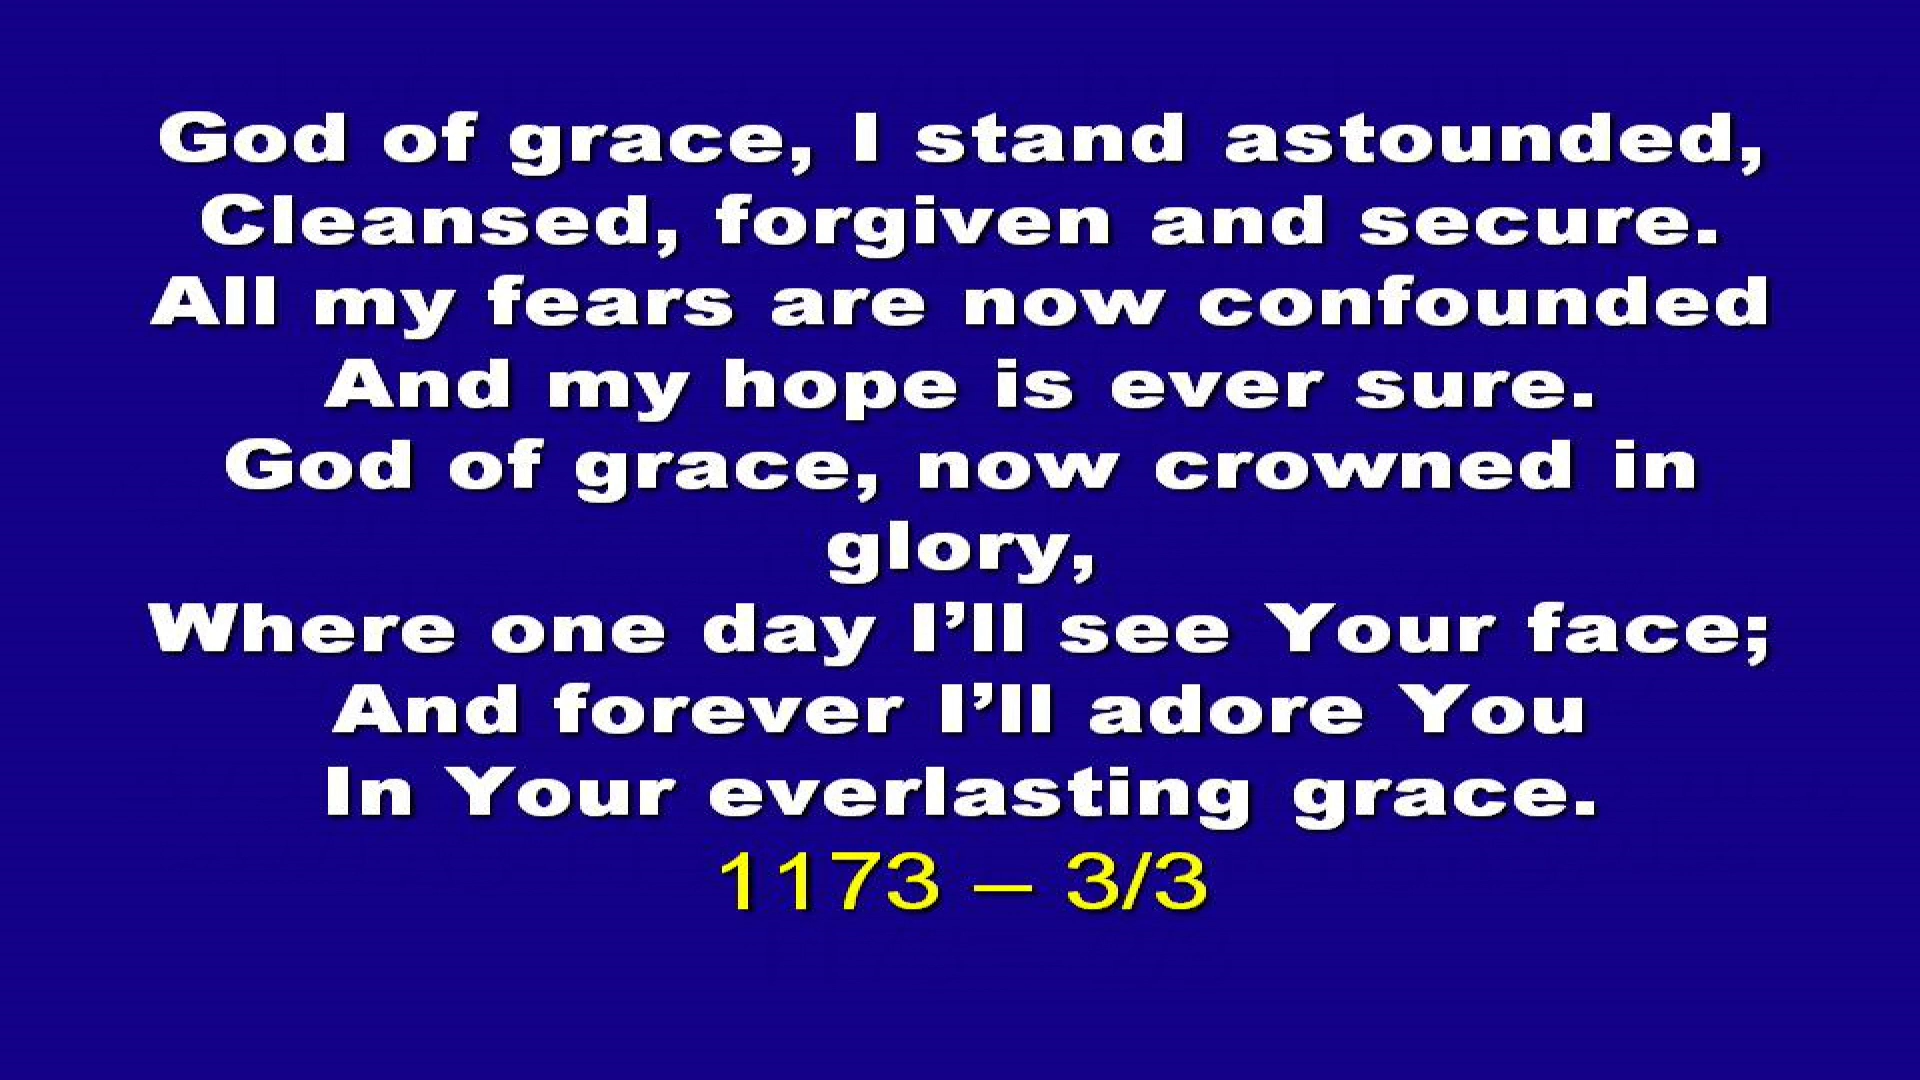 God of grace, I stand astounded,
Cleansed, forgiven and secure.
All my fears are now confounded
And my hope is ever sure.
God of grace, now crowned in
glory,
Where one day I’ll see Your face;
And forever I’ll adore You
In Your everlasting grace.
1173 – 3/3